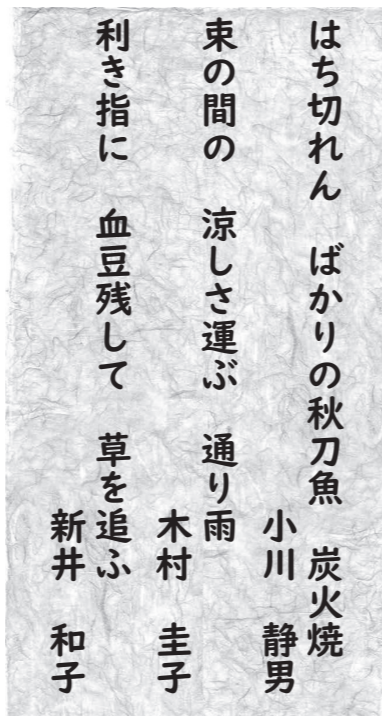 はち切れん　ばかりの秋刀魚　炭火焼
小川　静男
束の間の　涼しさ運ぶ　通り雨
木村　圭子
利き指に　血豆残して　草を追ふ
新井　和子